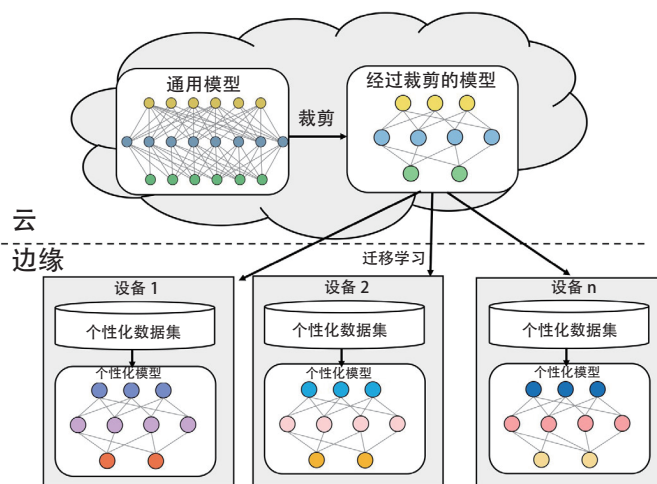 通用模型
经过裁剪的模型
裁剪
云
边缘
迁移学习
设备 1
设备 2
设备 n
个性化数据集
个性化数据集
个性化数据集
个性化模型
个性化模型
个性化模型